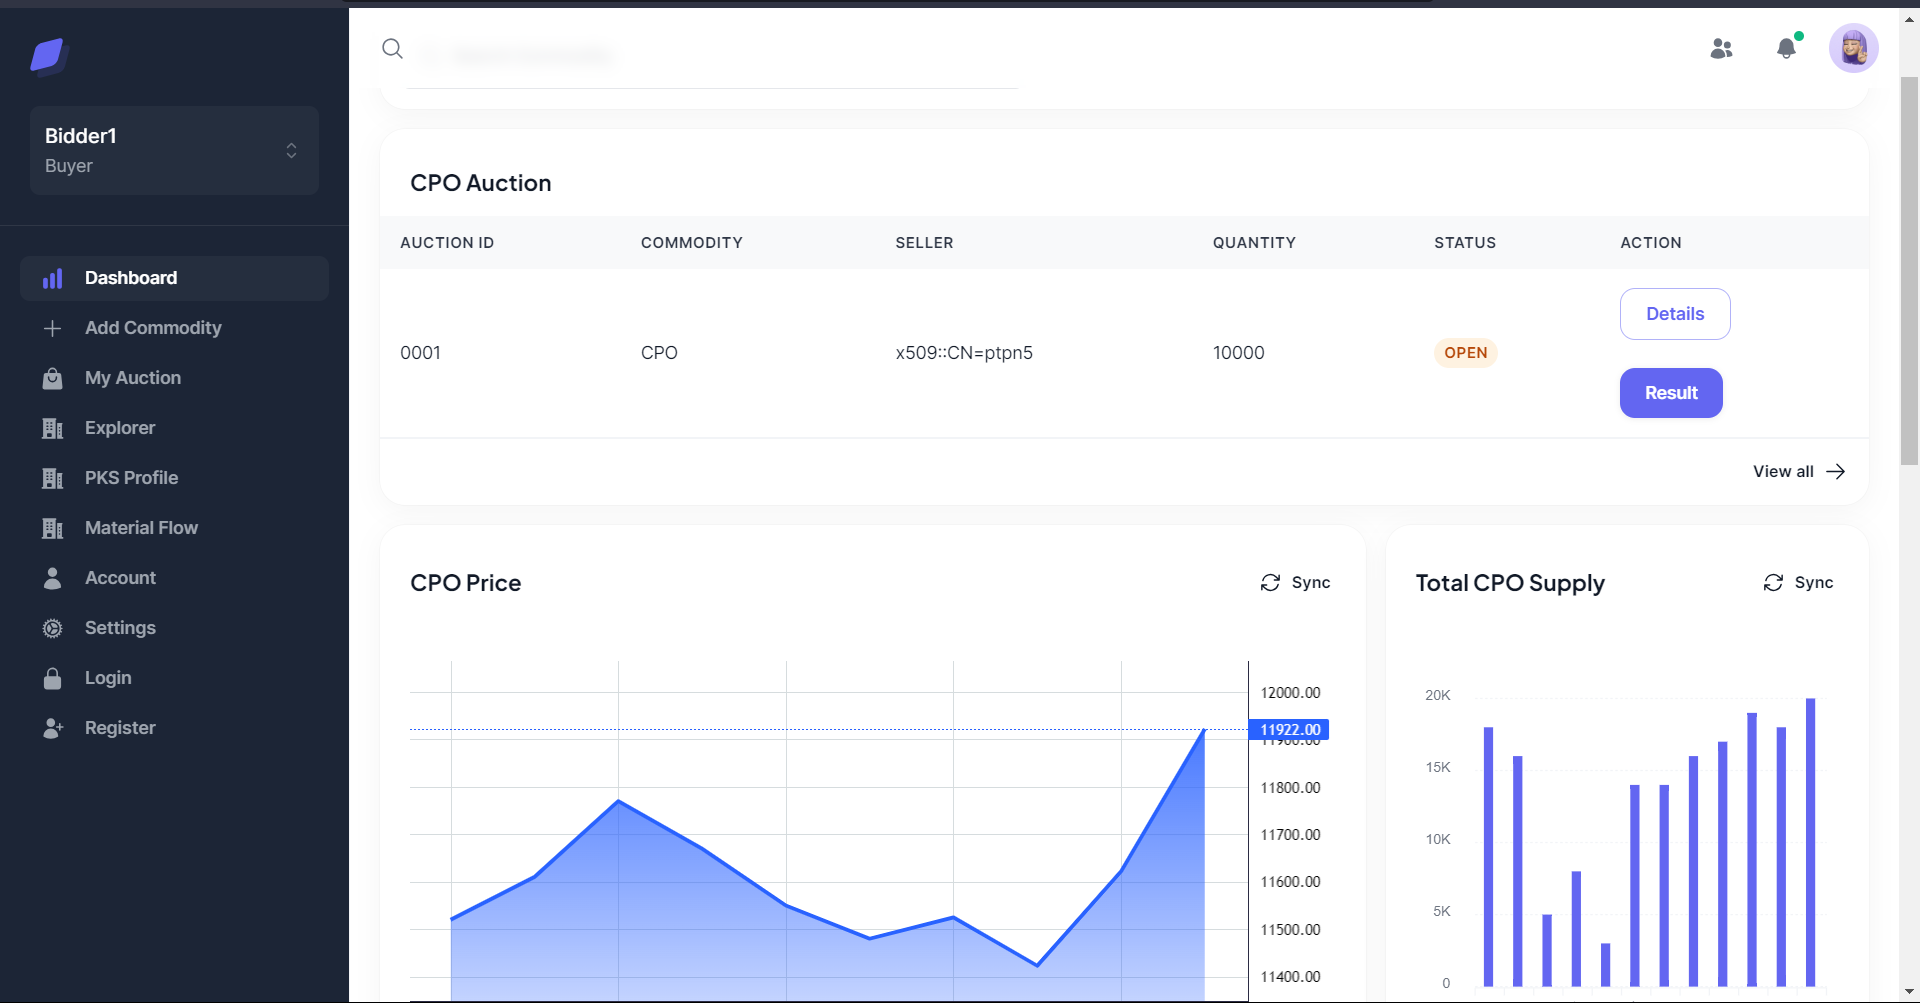 Bidder1
Buyer
Dashboard
Add Commodity
My Auction
Explorer
PKS Profile
Material Flow
Account
Settings
Login
Register
CPO Auction
AUCTION ID COMMODITY SELLER QUANTITY STATUS ACTION
0001 CPO x509::CN=ptpn5 10000 OPEN Details
Result
View all
CPO Price Sync
12000.00
11922.00
11900.00
11800.00
11700.00
11600.00
11500.00
11400.00
Total CPO Supply Sync
20K
15K
10K
5K
0